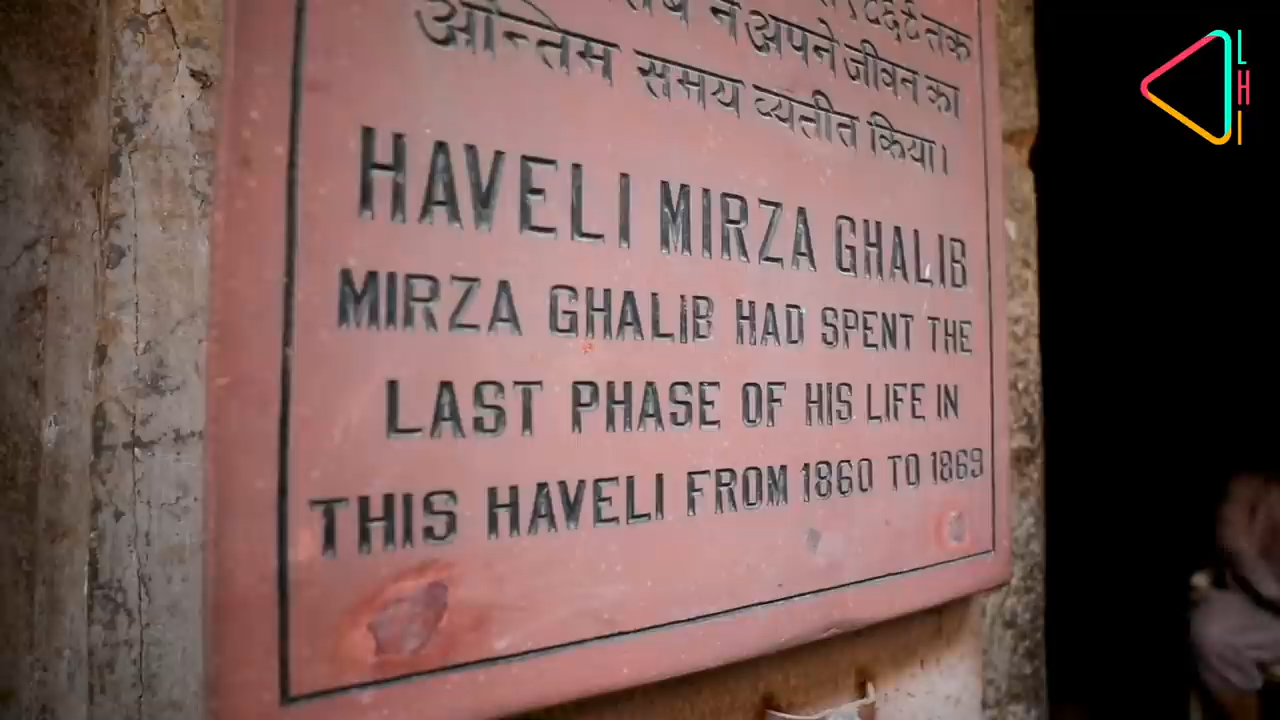 ने अपने जीवन का
अन्तिम समय व्यतीत किया।
HAVELI MIRZA GHALIB
MIRZA GHALIB HAD SPENT THE
LAST PHASE OF HIS LIFE IN
THIS HAVELI FROM 1860 TO 1869
LHI